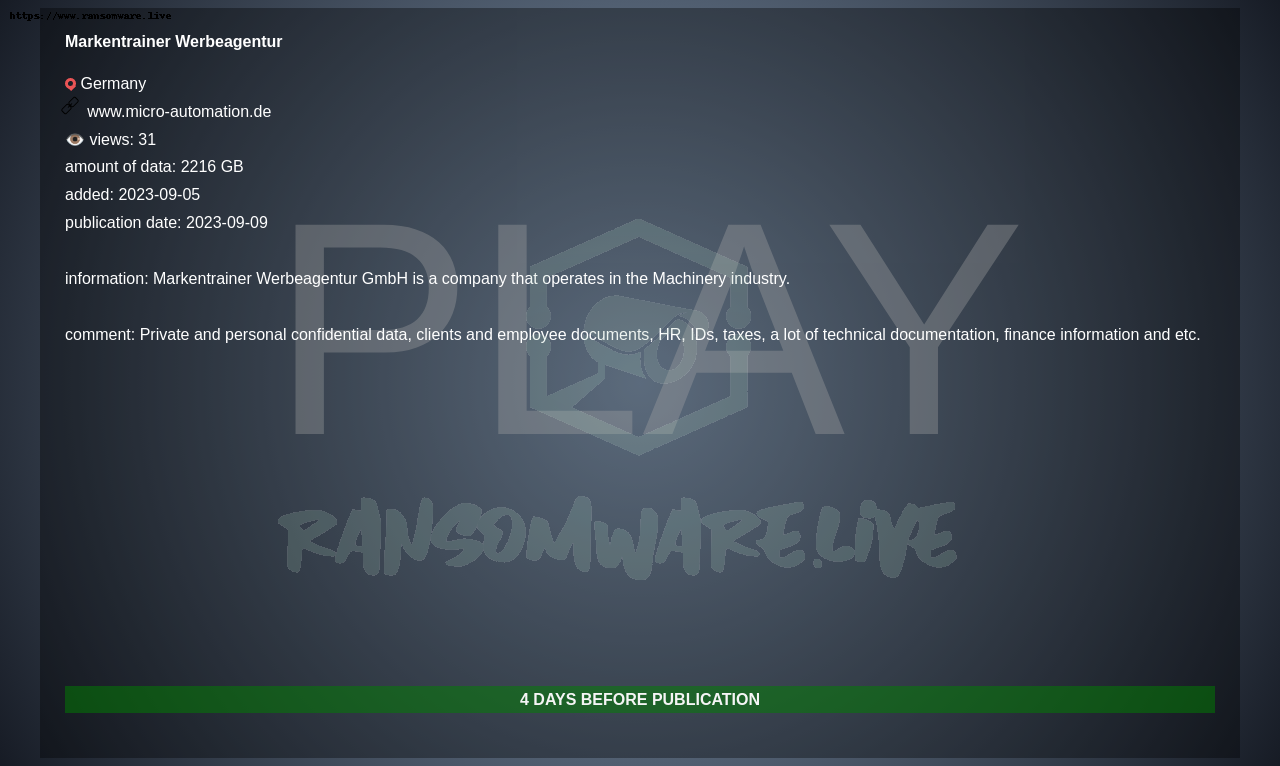 https://www.ransomware.live
Markentrainer Werbeagentur
Germany
www.micro-automation.de
views: 31
amount of data: 2216 GB
added: 2023-09-05
publication date: 2023-09-09
information: Markentrainer Werbeagentur GmbH is a company that operates in the Machinery industry.
comment: Private and personal confidential data, clients and employee documents, HR, IDs, taxes, a lot of technical documentation, finance information and etc.
PLAY
RANSOMWARE.LIVE
4 DAYS BEFORE PUBLICATION